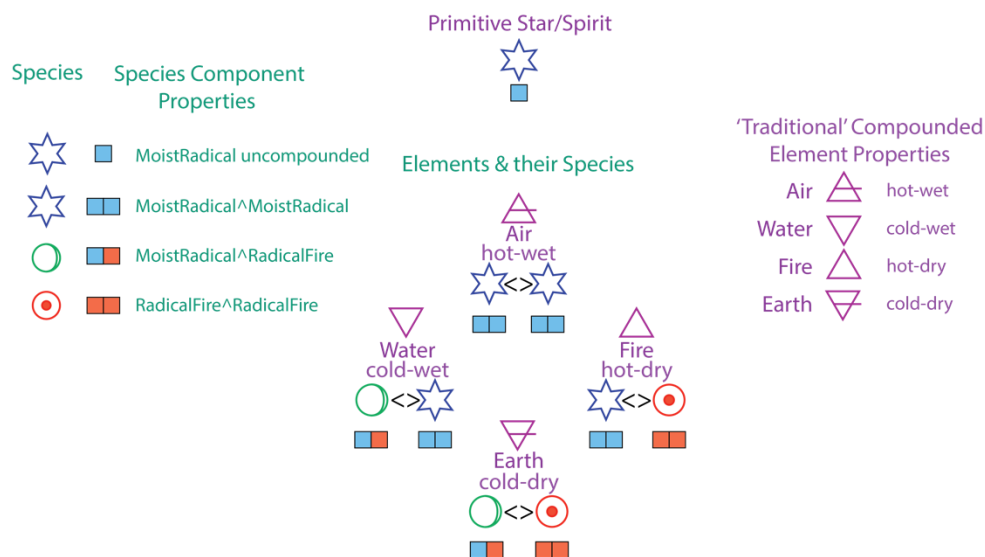 Primitive Star/Spirit
Species
Species Component
Properties
MoistRadical uncompounded
MoistRadical^MoistRadical
MoistRadical^RadicalFire
RadicalFire^RadicalFire
Elements & their Species
Air
hot-wet
<>
Water
cold-wet
<>
Fire
hot-dry
<>
Earth
cold-dry
<>
‘Traditional’ Compounded
Element Properties
Air hot-wet
Water cold-wet
Fire hot-dry
Earth cold-dry